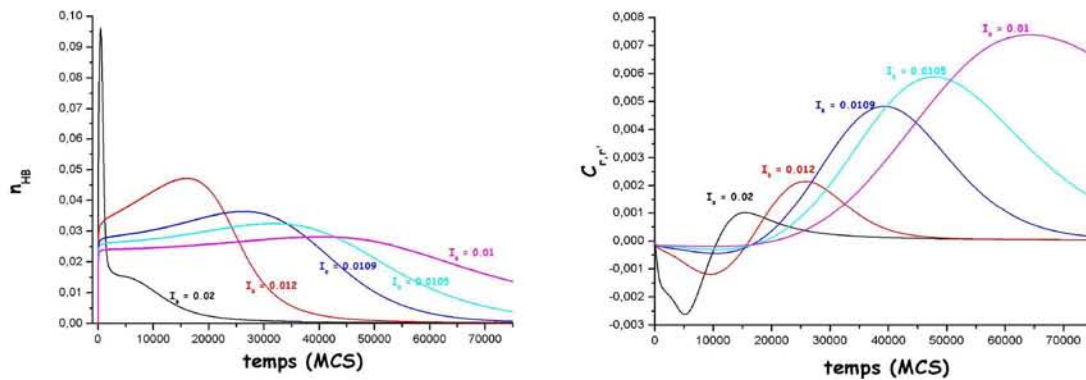 0,10
0,09
0,08
0,07
0,06
0,05
0,04
0,03
0,02
0,01
0,00
n_HB
I_s = 0.02
I_s = 0.012
I_s = 0.0109
I_s = 0.0105
I_s = 0.01
0 10000 20000 30000 40000 50000 60000 70000
temps (MCS)
0,008
0,007
0,006
0,005
0,004
0,003
0,002
0,001
0,000
-0,001
-0,002
-0,003
C_r,r'
I_s = 0.01
I_s = 0.0105
I_s = 0.0109
I_s = 0.012
I_s = 0.02
0 10000 20000 30000 40000 50000 60000 70000
temps (MCS)